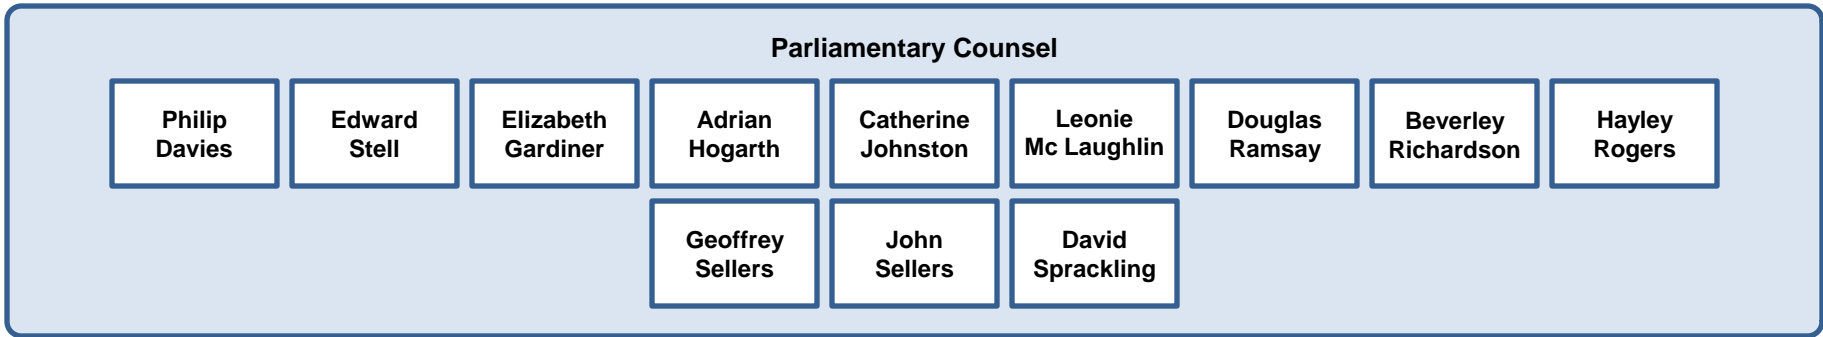 Parliamentary Counsel
Philip
Davies
Edward
Stell
Elizabeth
Gardiner
Adrian
Hogarth
Catherine
Johnston
Leonie
Mc Laughlin
Douglas
Ramsay
Beverley
Richardson
Hayley
Rogers
Geoffrey
Sellers
John
Sellers
David
Sprackling